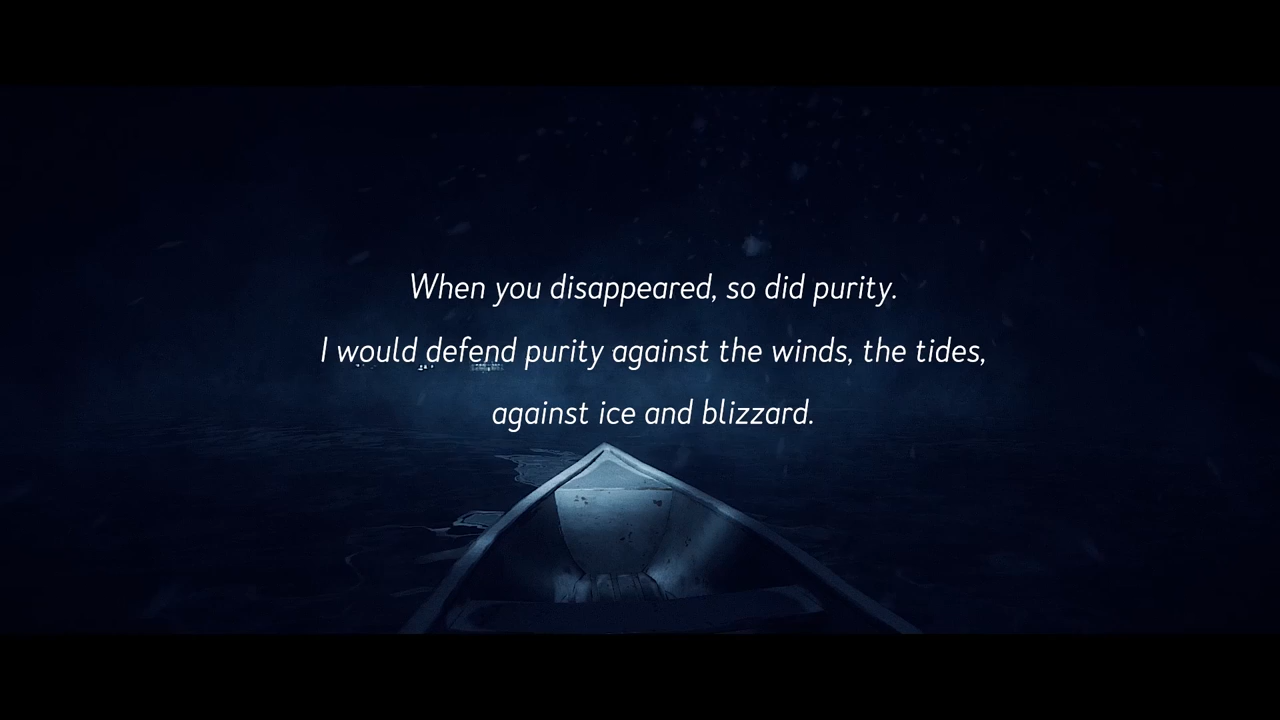 When you disappeared, so did purity.
I would defend purity against the winds, the tides,
against ice and blizzard.